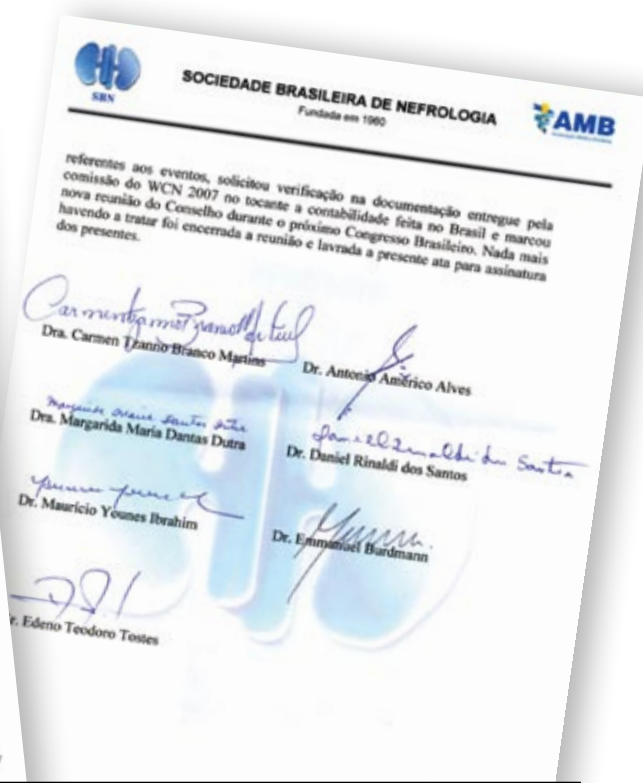 SBN
SOCIEDADE BRASILEIRA DE NEFROLOGIA
Fundada em 1960
AMB
referentes aos eventos, solicitou verificação na documentação entregue pela
comissão do WCN 2007 no tocante a contabilidade feita no Brasil e marcou
nova reunião do Conselho durante o próximo Congresso Brasileiro. Nada mais
havendo a tratar foi encerrada a reunião e lavrada a presente ata para assinatura
dos presentes.
Dra. Carmen Tzanno Branco Martins
Dr. Antonio Américo Alves
Dra. Margarida Maria Dantas Dutra
Dr. Daniel Rinaldi dos Santos
Dr. Maurício Younes Ibrahim
Dr. Emmanuel Burdmann
r. Edeno Teodoro Tostes